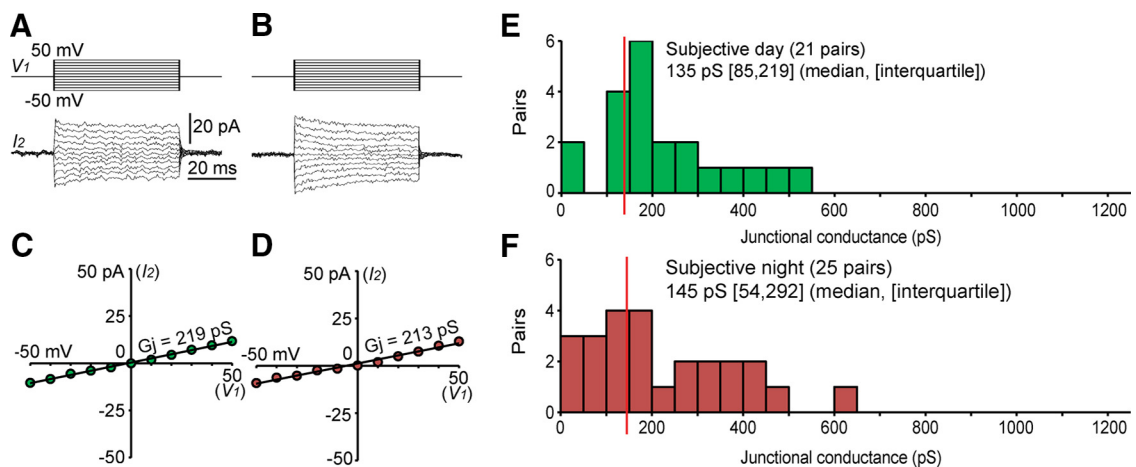 A
50 mV
V1
-50 mV
I2
20 pA
20 ms
B
C
50 pA (I2)
25
0
-50 mV
Gj = 219 pS
50
(V1)
-25
-50
D
50 pA (I2)
25
0
-50 mV
Gj = 213 pS
50
(V1)
-25
-50
E
Subjective day (21 pairs)
135 pS [85,219] (median, [interquartile])
Pairs
6
4
2
0
0 200 400 600 800 1000 1200
Junctional conductance (pS)
F
Subjective night (25 pairs)
145 pS [54,292] (median, [interquartile])
Pairs
6
4
2
0
0 200 400 600 800 1000 1200
Junctional conductance (pS)